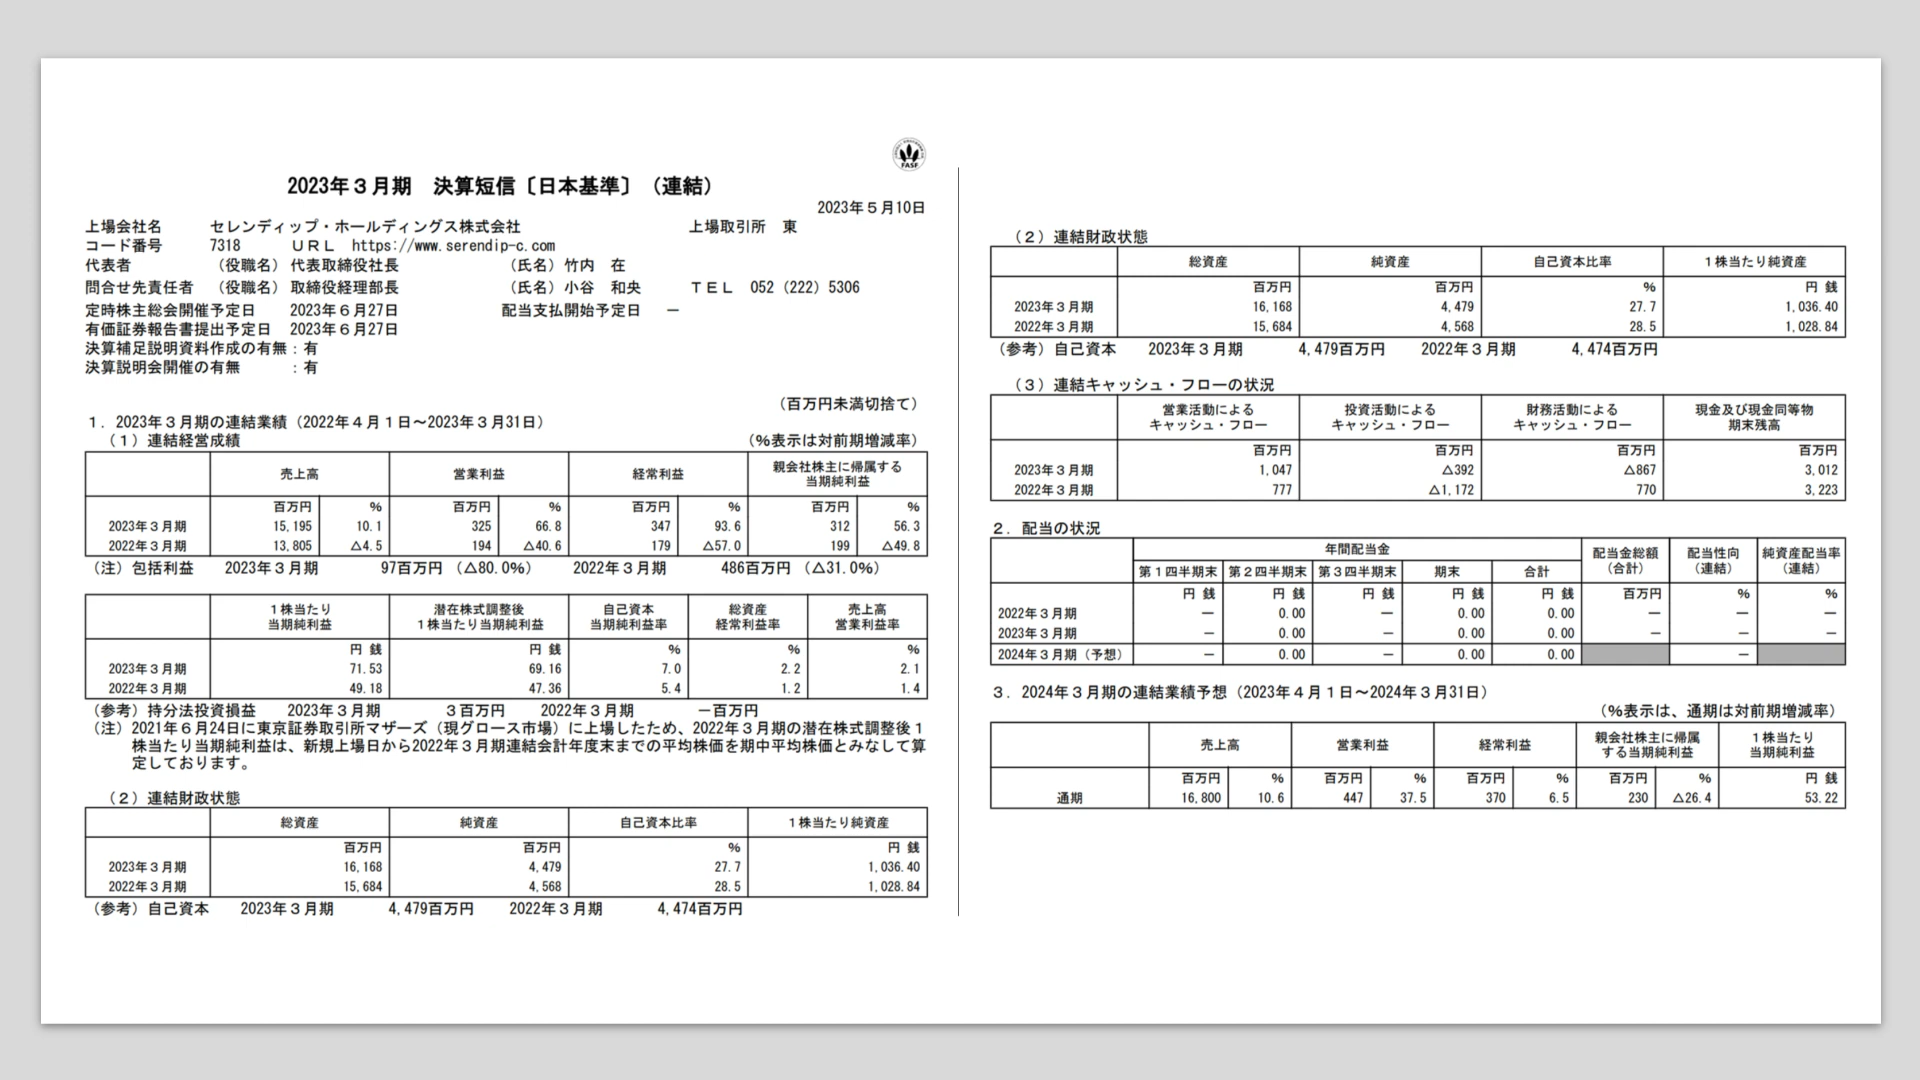 FASF
2023年3月期 決算短信〔日本基準〕（連結）
2023年5月10日
上場会社名 セレンディップ・ホールディングス株式会社 上場取引所 東
コード番号 7318 ＵＲＬ https://www.serendip-c.com
代表者 （役職名） 代表取締役社長 （氏名） 竹内 在
問合せ先責任者 （役職名） 取締役経理部長 （氏名） 小谷 和央 ＴＥＬ 052（222）5306
定時株主総会開催予定日 2023年6月27日 配当支払開始予定日 －
有価証券報告書提出予定日 2023年6月27日
決算補足説明資料作成の有無：有
決算説明会開催の有無 ：有
（百万円未満切捨て）
1．2023年3月期の連結業績（2022年4月1日～2023年3月31日）
（1）連結経営成績 （％表示は対前期増減率）
売上高 営業利益 経常利益 親会社株主に帰属する当期純利益
百万円 % 百万円 % 百万円 % 百万円 %
2023年3月期 15,195 10.1 325 66.8 347 93.6 312 56.3
2022年3月期 13,805 △4.5 194 △40.6 179 △57.0 199 △49.8
（注）包括利益 2023年3月期 97百万円（△80.0％） 2022年3月期 486百万円（△31.0％）
1株当たり当期純利益 潜在株式調整後1株当たり当期純利益 自己資本当期純利益率 総資産経常利益率 売上高営業利益率
円 銭 円 銭 % % %
2023年3月期 71.53 69.16 7.0 2.2 2.1
2022年3月期 49.18 47.36 5.4 1.2 1.4
（参考）持分法投資損益 2023年3月期 3百万円 2022年3月期 －百万円
（注）2021年6月24日に東京証券取引所マザーズ（現グロース市場）に上場したため、2022年3月期の潜在株式調整後1
株当たり当期純利益は、新規上場日から2022年3月期連結会計年度末までの平均株価を期中平均株価とみなして算
定しております。
（2）連結財政状態
総資産 純資産 自己資本比率 1株当たり純資産
百万円 百万円 % 円 銭
2023年3月期 16,168 4,479 27.7 1,036.40
2022年3月期 15,684 4,568 28.5 1,028.84
（参考）自己資本 2023年3月期 4,479百万円 2022年3月期 4,474百万円
（2）連結財政状態
総資産 純資産 自己資本比率 1株当たり純資産
百万円 百万円 % 円 銭
2023年3月期 16,168 4,479 27.7 1,036.40
2022年3月期 15,684 4,568 28.5 1,028.84
（参考）自己資本 2023年3月期 4,479百万円 2022年3月期 4,474百万円
（3）連結キャッシュ・フローの状況
営業活動によるキャッシュ・フロー 投資活動によるキャッシュ・フロー 財務活動によるキャッシュ・フロー 現金及び現金同等物期末残高
百万円 百万円 百万円 百万円
2023年3月期 1,047 △392 △867 3,012
2022年3月期 777 △1,172 770 3,223
2．配当の状況
年間配当金 配当金総額（合計） 配当性向（連結） 純資産配当率（連結）
第1四半期末 第2四半期末 第3四半期末 期末 合計
円 銭 円 銭 円 銭 円 銭 円 銭 百万円 % %
2022年3月期 － 0.00 － 0.00 0.00 － － －
2023年3月期 － 0.00 － 0.00 0.00 － － －
2024年3月期（予想） － 0.00 － 0.00 0.00 －
3．2024年3月期の連結業績予想（2023年4月1日～2024年3月31日）
（％表示は、通期は対前期増減率）
売上高 営業利益 経常利益 親会社株主に帰属する当期純利益 1株当たり当期純利益
百万円 % 百万円 % 百万円 % 百万円 % 円 銭
通期 16,800 10.6 447 37.5 370 6.5 230 △26.4 53.22